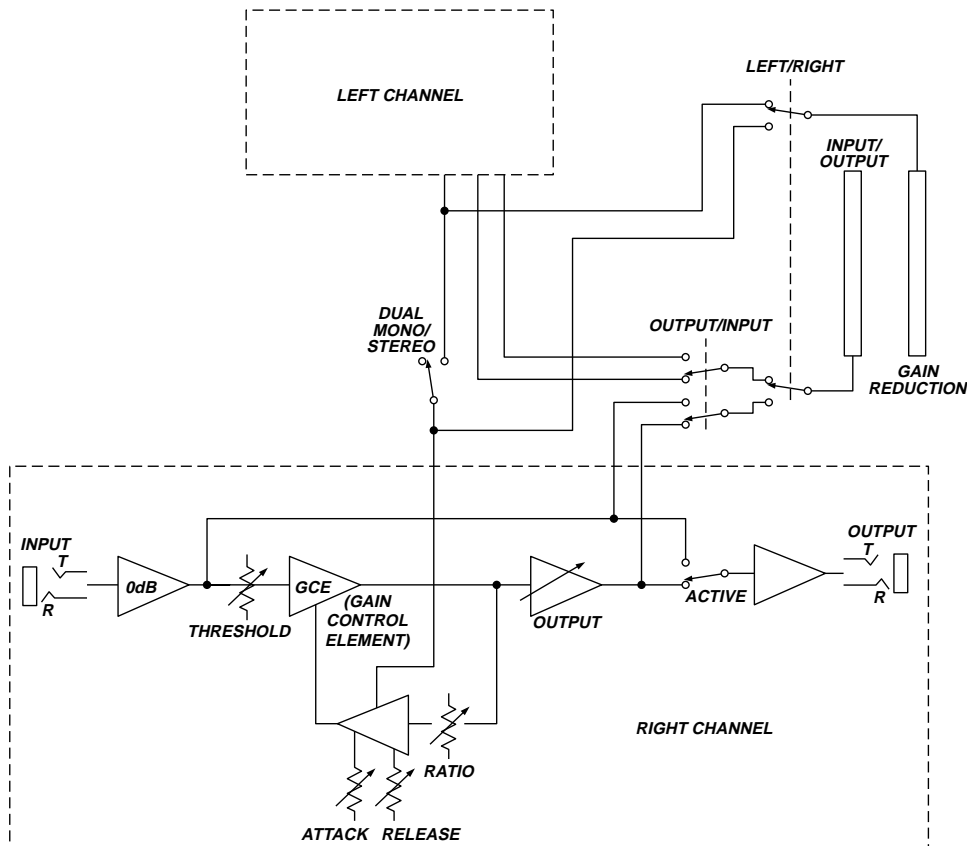 LEFT CHANNEL
LEFT/RIGHT
INPUT/
OUTPUT
DUAL
MONO/
STEREO
OUTPUT/INPUT
GAIN
REDUCTION
INPUT
T
R
0dB
THRESHOLD
GCE
(GAIN
CONTROL
ELEMENT)
OUTPUT
ACTIVE
OUTPUT
T
R
RATIO
ATTACK
RELEASE
RIGHT CHANNEL